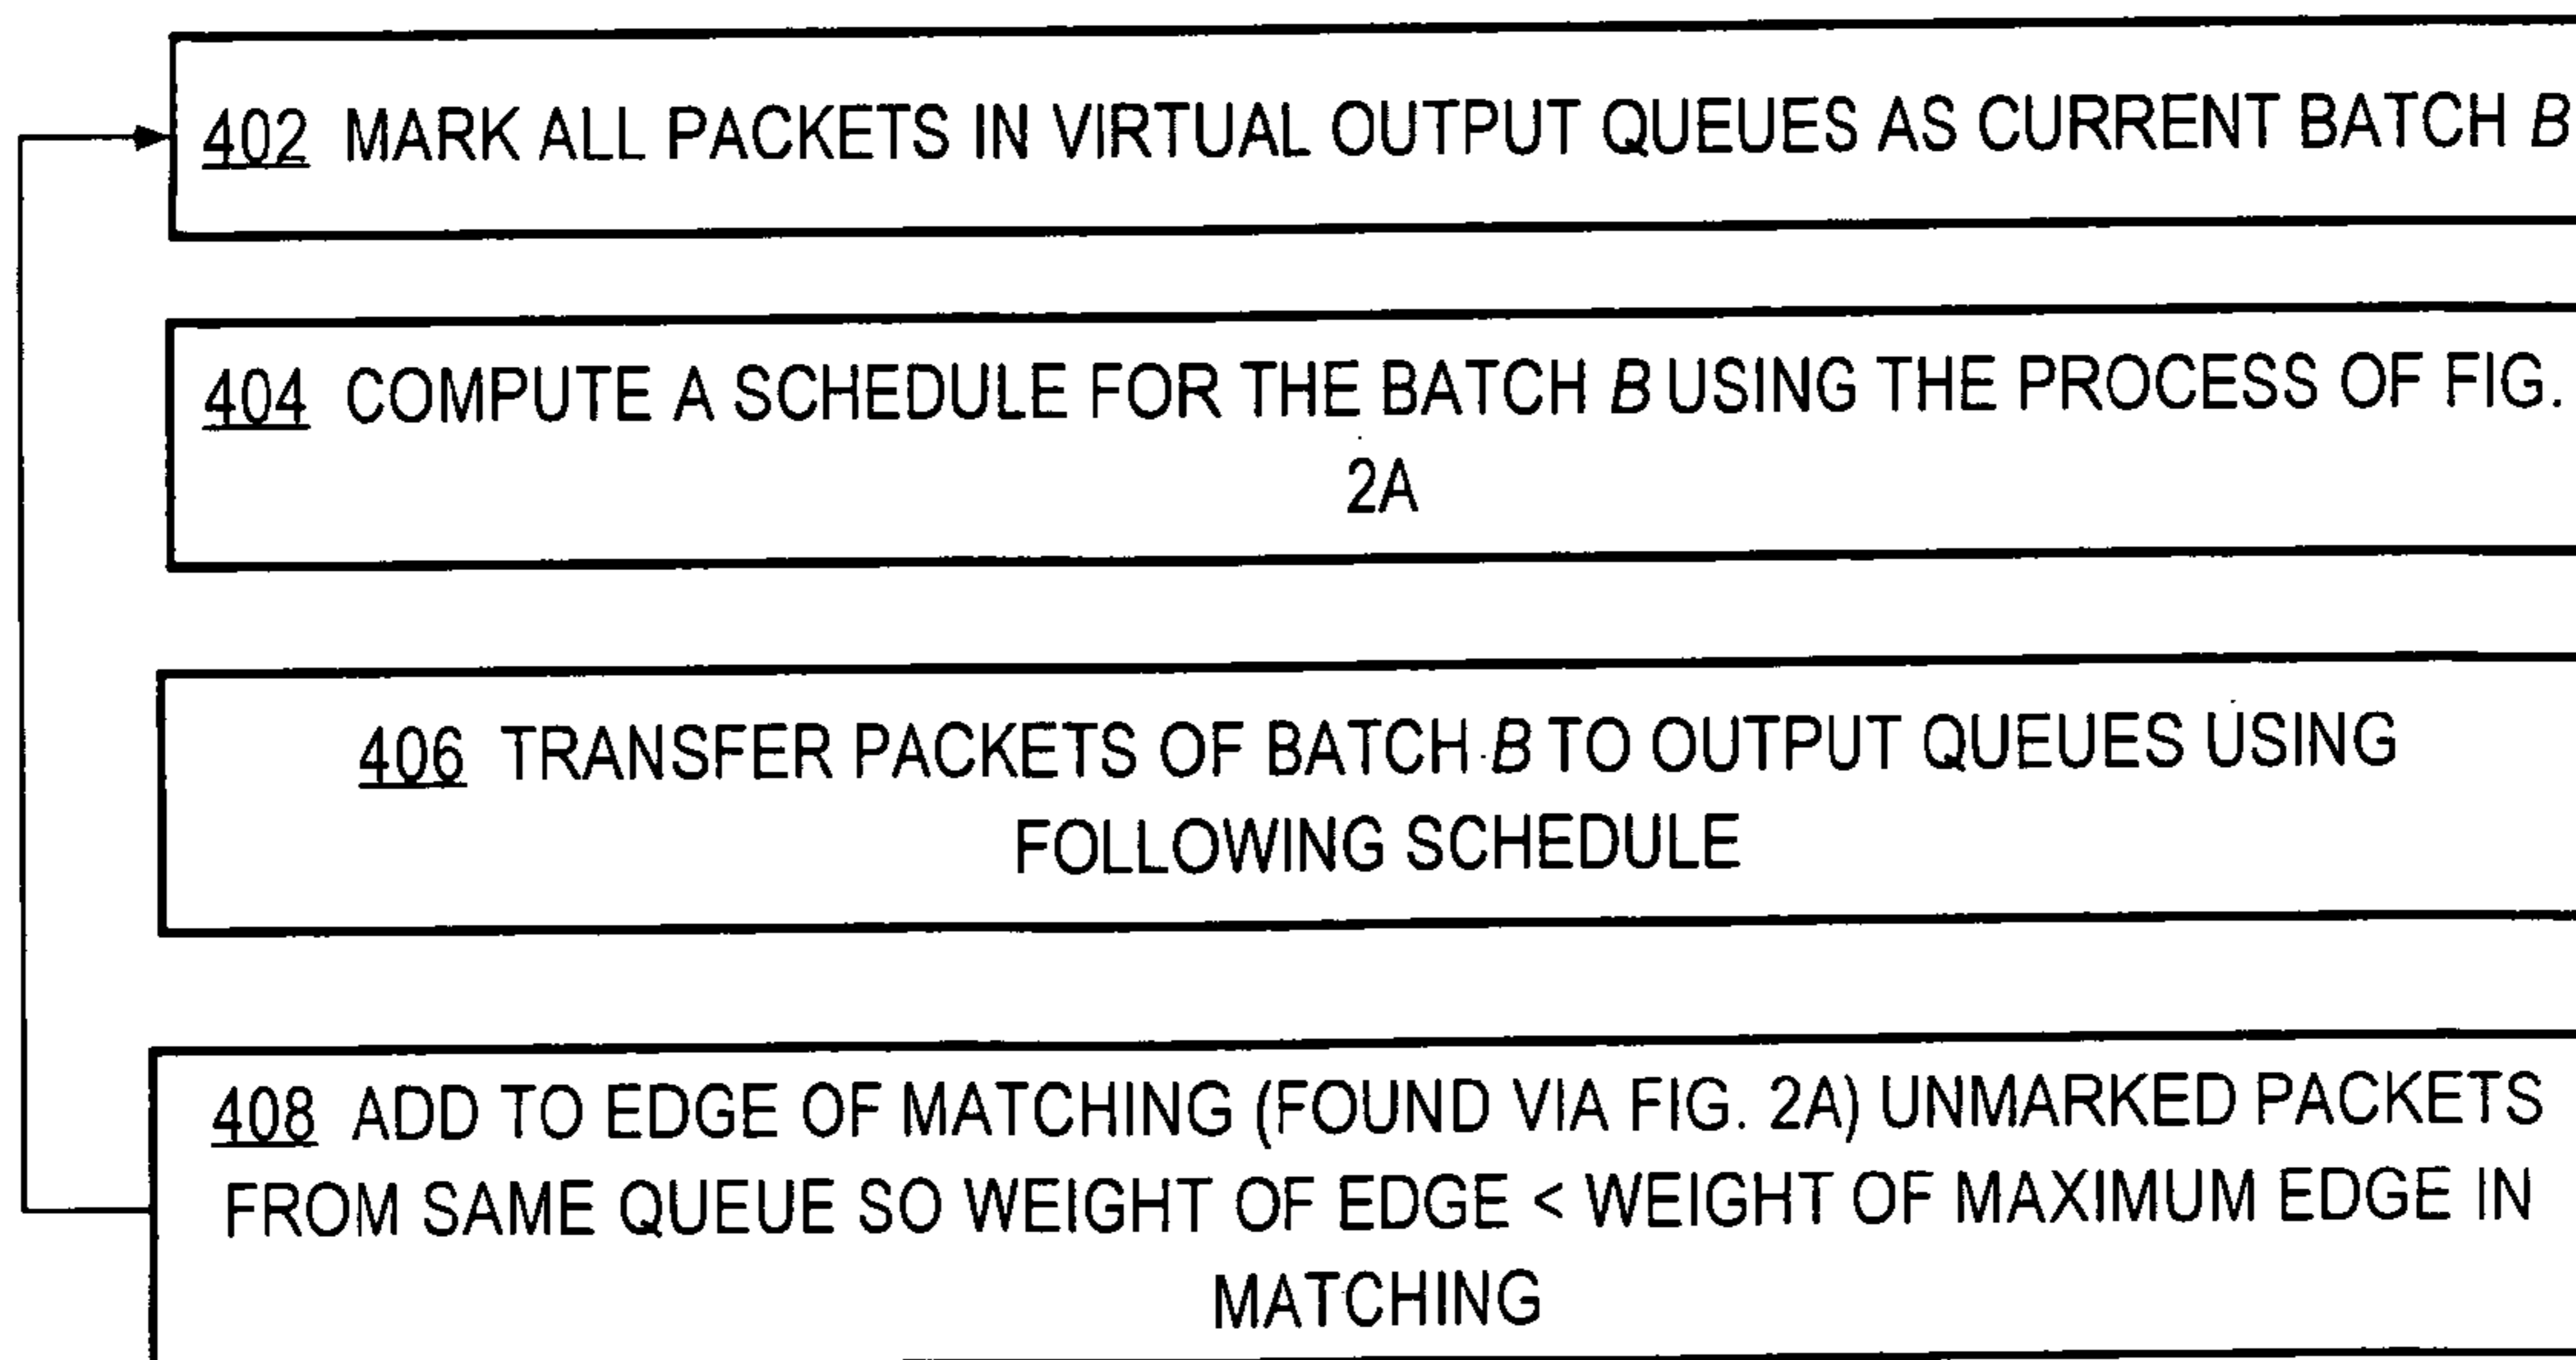 402 MARK ALL PACKETS IN VIRTUAL OUTPUT QUEUES AS CURRENT BATCH B
404 COMPUTE A SCHEDULE FOR THE BATCH B USING THE PROCESS OF FIG.
2A
406 TRANSFER PACKETS OF BATCH B TO OUTPUT QUEUES USING
FOLLOWING SCHEDULE
408 ADD TO EDGE OF MATCHING (FOUND VIA FIG. 2A) UNMARKED PACKETS
FROM SAME QUEUE SO WEIGHT OF EDGE < WEIGHT OF MAXIMUM EDGE IN
MATCHING